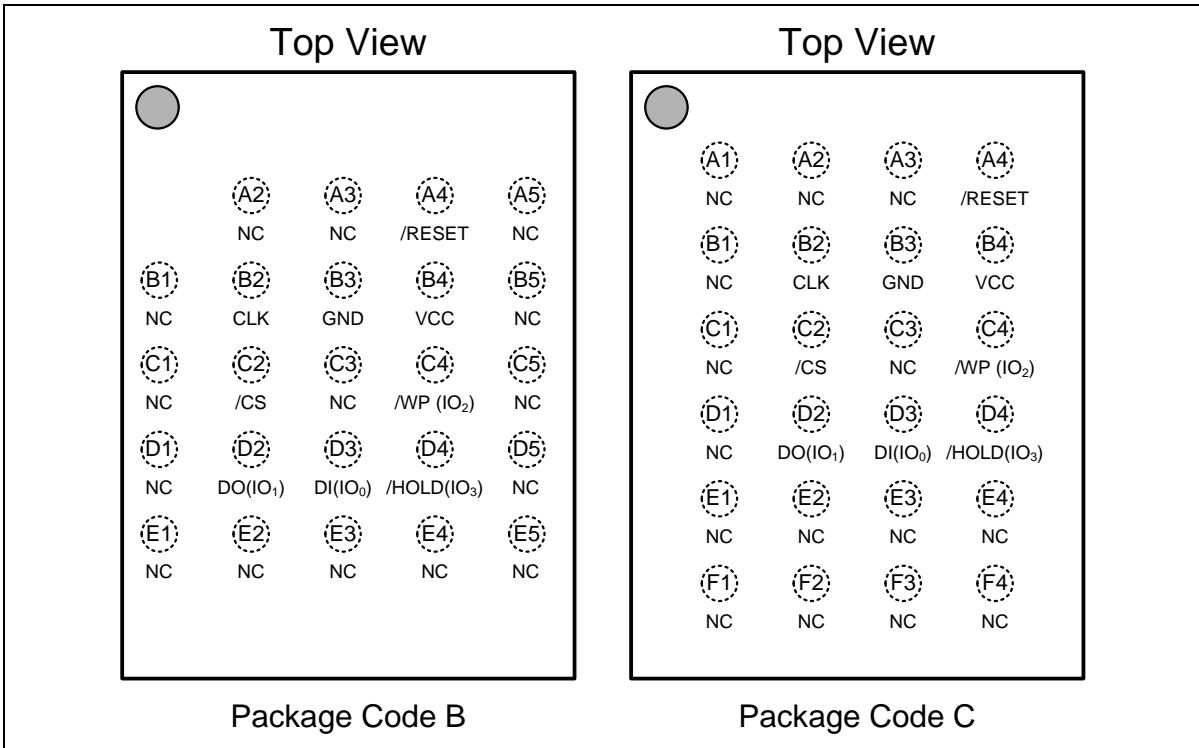 Top View
A2 A3 A4 A5
NC NC /RESET NC
B1 B2 B3 B4 B5
NC CLK GND VCC NC
C1 C2 C3 C4 C5
NC /CS NC /WP (IO₂) NC
D1 D2 D3 D4 D5
NC DO(IO₁) DI(IO₀) /HOLD(IO₃) NC
E1 E2 E3 E4 E5
NC NC NC NC NC
Package Code B
Top View
A1 A2 A3 A4
NC NC NC /RESET
B1 B2 B3 B4
NC CLK GND VCC
C1 C2 C3 C4
NC /CS NC /WP (IO₂)
D1 D2 D3 D4
NC DO(IO₁) DI(IO₀) /HOLD(IO₃)
E1 E2 E3 E4
NC NC NC NC
F1 F2 F3 F4
NC NC NC NC
Package Code C